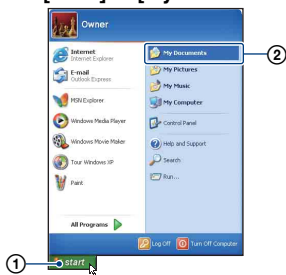 Owner
Internet
Internet Explorer
E-mail
Outlook Express
MSN Explorer
Windows Media Player
Windows Movie Maker
Tour Windows XP
Paint
All Programs
My Documents
My Pictures
My Music
My Computer
Control Panel
Help and Support
Search
Run...
Log Off
Turn Off Computer
start
1
2